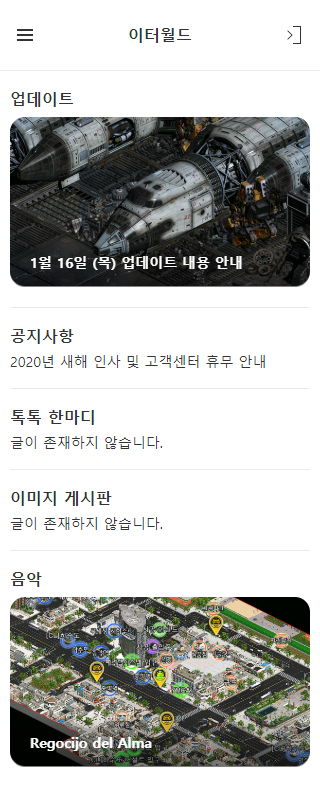 이터월드
업데이트
1월 16일 (목) 업데이트 내용 안내
공지사항
2020년 새해 인사 및 고객센터 휴무 안내
톡톡 한마디
글이 존재하지 않습니다.
이미지 게시판
글이 존재하지 않습니다.
음악
Regocijo del Alma